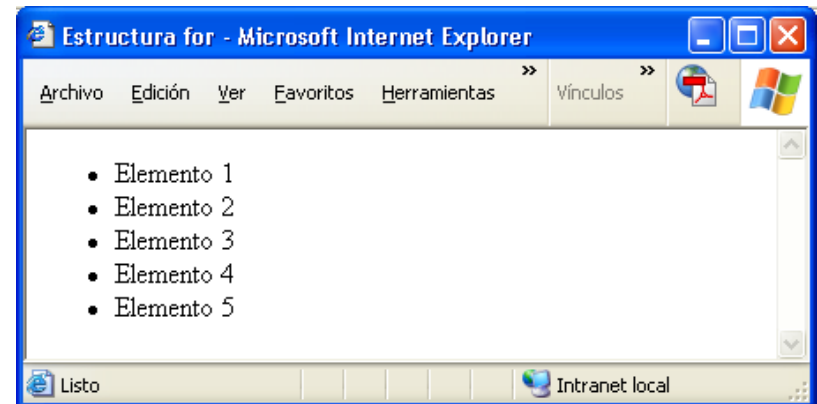 Estructura for - Microsoft Internet Explorer
Archivo Edición Ver Favoritos Herramientas » Vínculos »
• Elemento 1
• Elemento 2
• Elemento 3
• Elemento 4
• Elemento 5
Listo Intranet local